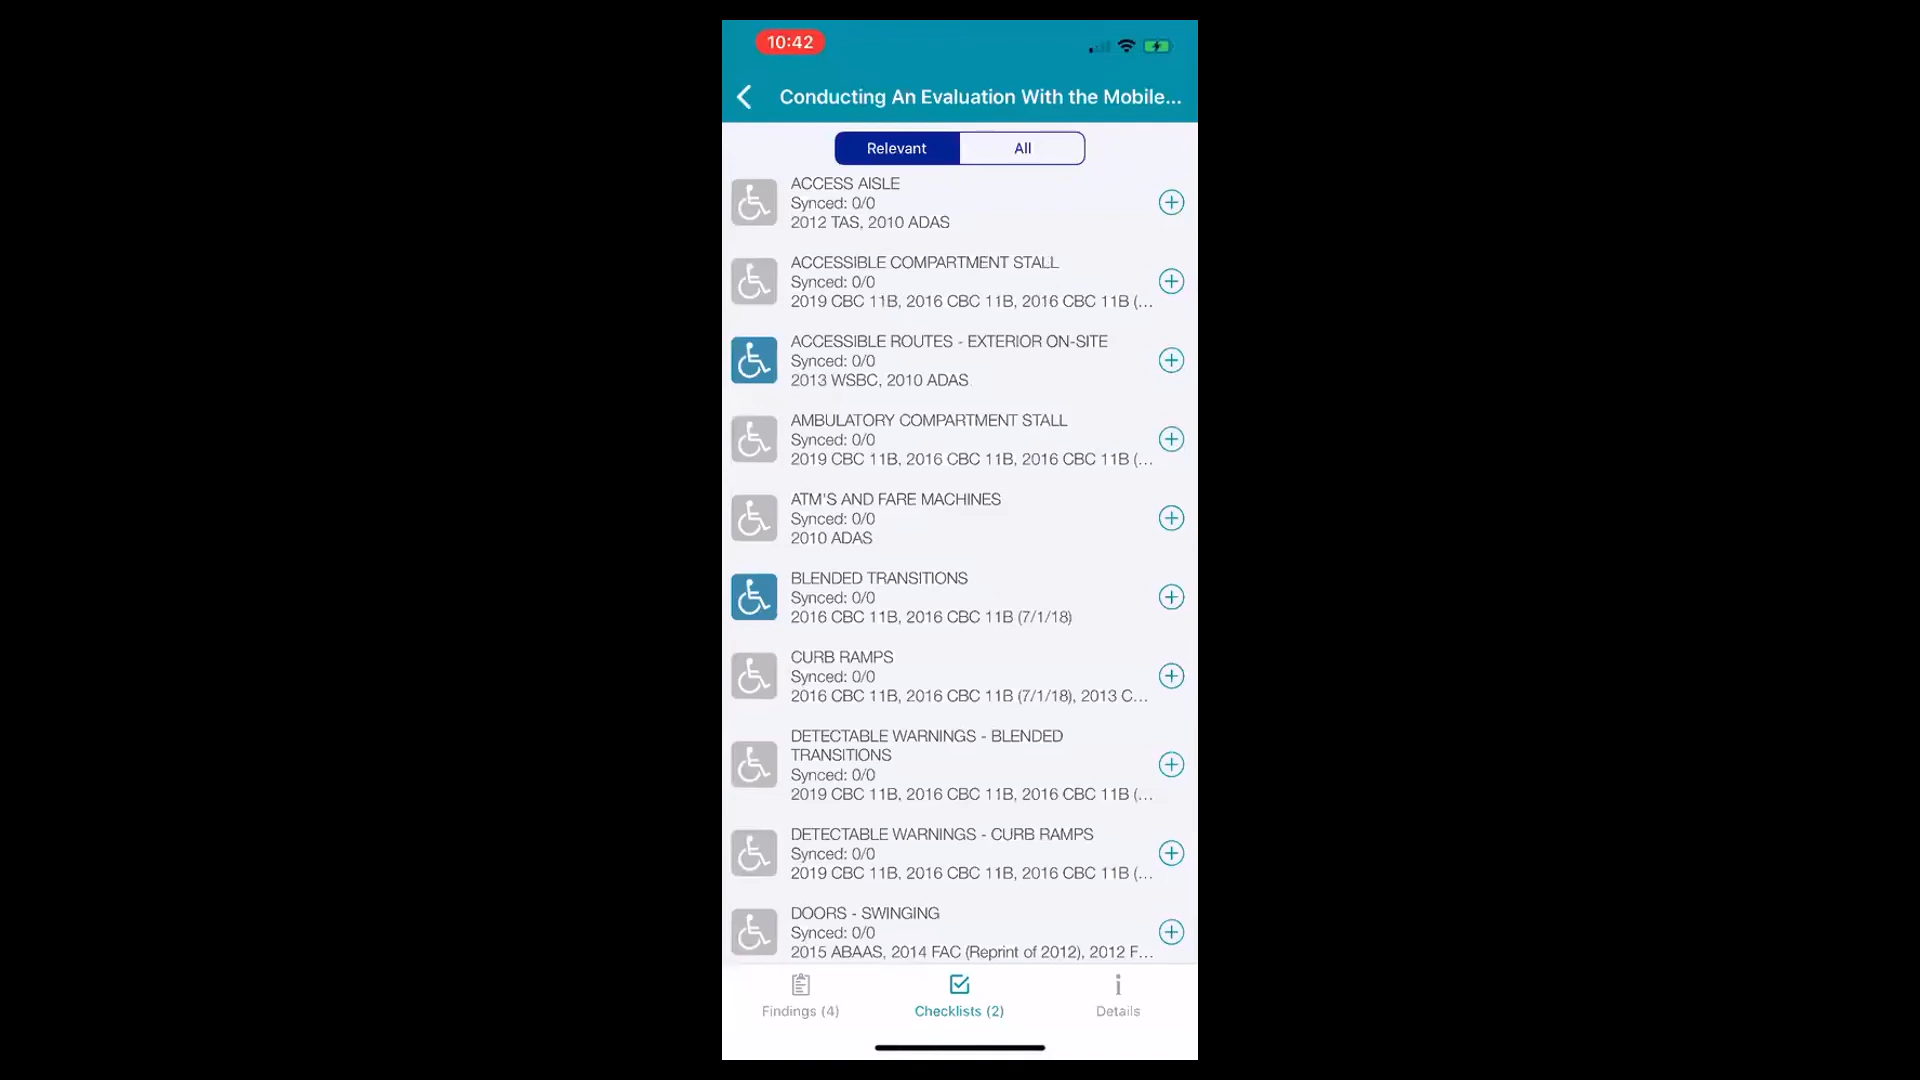 10:42
Conducting An Evaluation With the Mobile...
Relevant
All
ACCESS AISLE
Synced: 0/0
2012 TAS, 2010 ADAS
ACCESSIBLE COMPARTMENT STALL
Synced: 0/0
2019 CBC 11B, 2016 CBC 11B, 2016 CBC 11B (...
ACCESSIBLE ROUTES - EXTERIOR ON-SITE
Synced: 0/0
2013 WSBC, 2010 ADAS
AMBULATORY COMPARTMENT STALL
Synced: 0/0
2019 CBC 11B, 2016 CBC 11B, 2016 CBC 11B (...
ATM'S AND FARE MACHINES
Synced: 0/0
2010 ADAS
BLENDED TRANSITIONS
Synced: 0/0
2016 CBC 11B, 2016 CBC 11B (7/1/18)
CURB RAMPS
Synced: 0/0
2016 CBC 11B, 2016 CBC 11B (7/1/18), 2013 C...
DETECTABLE WARNINGS - BLENDED
TRANSITIONS
Synced: 0/0
2019 CBC 11B, 2016 CBC 11B, 2016 CBC 11B (...
DETECTABLE WARNINGS - CURB RAMPS
Synced: 0/0
2019 CBC 11B, 2016 CBC 11B, 2016 CBC 11B (...
DOORS - SWINGING
Synced: 0/0
2015 ABAAS, 2014 FAC (Reprint of 2012), 2012 F...
Findings (4)
Checklists (2)
Details